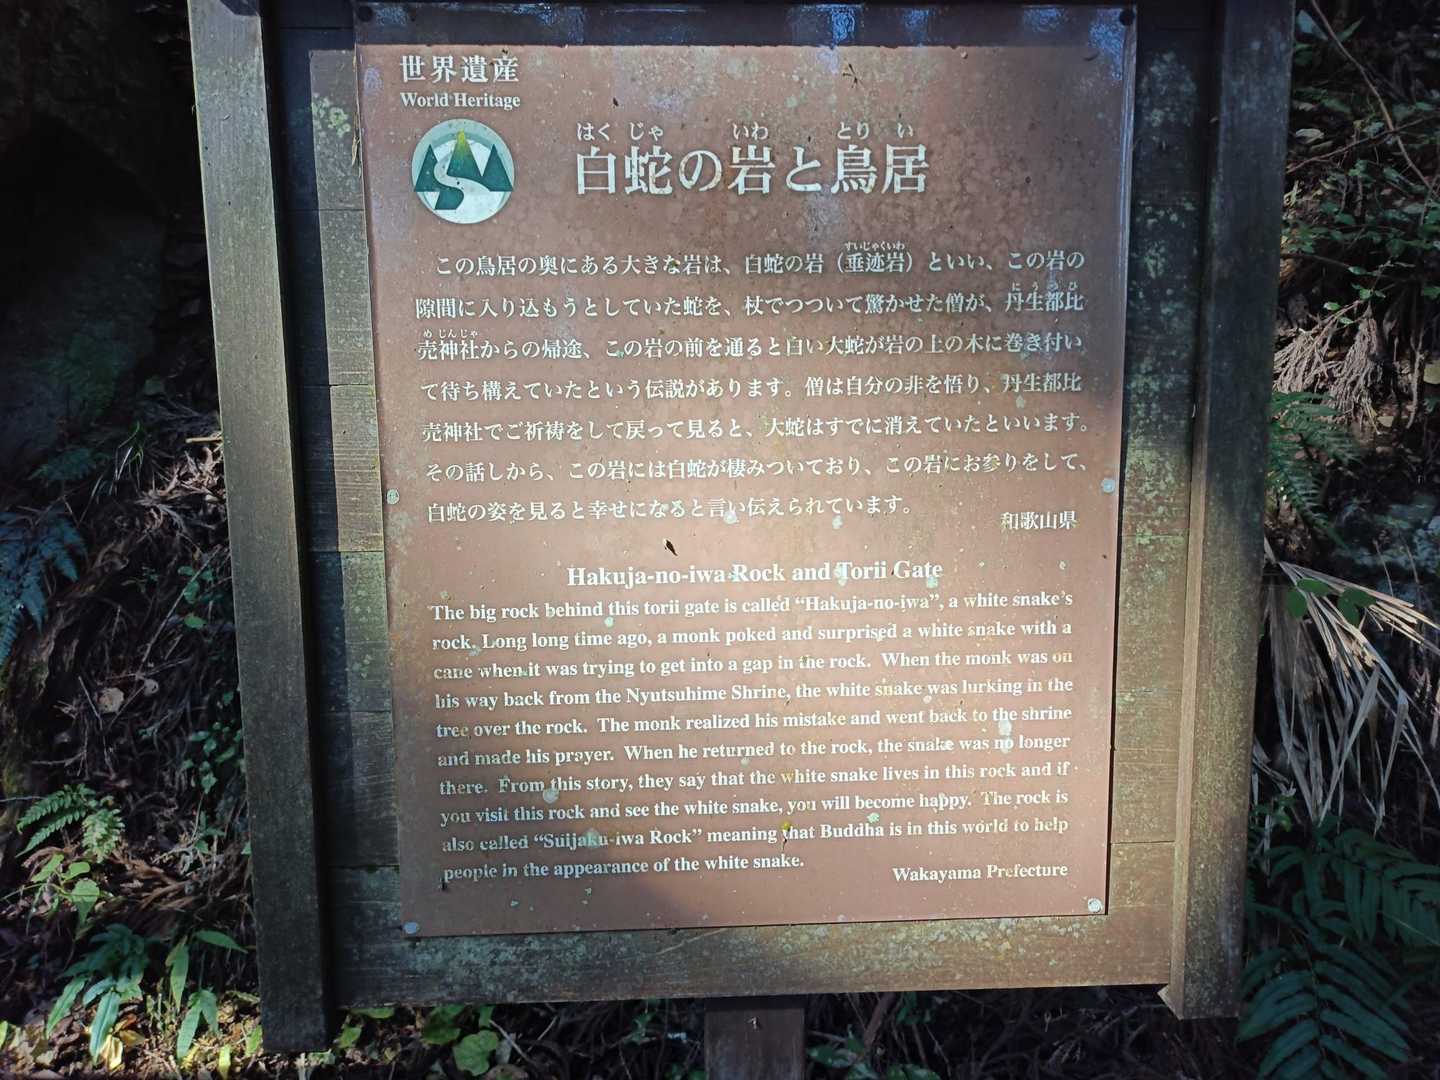 世界遺産
World Heritage
はくじゃ いわ とりい
白蛇の岩と鳥居
すいじゃくいわ
この鳥居の奥にある大きな岩は、白蛇の岩（垂迹岩）といい、この岩の
にうつひ
隙間に入り込もうとしていた蛇を、杖でつついて驚かせた僧が、丹生都比
めじんじゃ
売神社からの帰途、この岩の前を通ると白い大蛇が岩の上の木に巻き付い
て待ち構えていたという伝説があります。僧は自分の非を悟り、丹生都比
売神社でご祈祷をして戻って見ると、大蛇はすでに消えていたといいます。
その話しから、この岩には白蛇が棲みついており、この岩にお参りをして、
白蛇の姿を見ると幸せになると言い伝えられています。
和歌山県
Hakuja-no-iwa Rock and Torii Gate
The big rock behind this torii gate is called “Hakuja-no-iwa”, a white snake’s
rock. Long long time ago, a monk poked and surprised a white snake with a
cane when it was trying to get into a gap in the rock. When the monk was on
his way back from the Nyutsuhime Shrine, the white snake was lurking in the
tree over the rock. The monk realized his mistake and went back to the shrine
and made his prayer. When he returned to the rock, the snake was no longer
there. From this story, they say that the white snake lives in this rock and if
you visit this rock and see the white snake, you will become happy. The rock is
also called “Suijaku-iwa Rock” meaning that Buddha is in this world to help
people in the appearance of the white snake.
Wakayama Prefecture